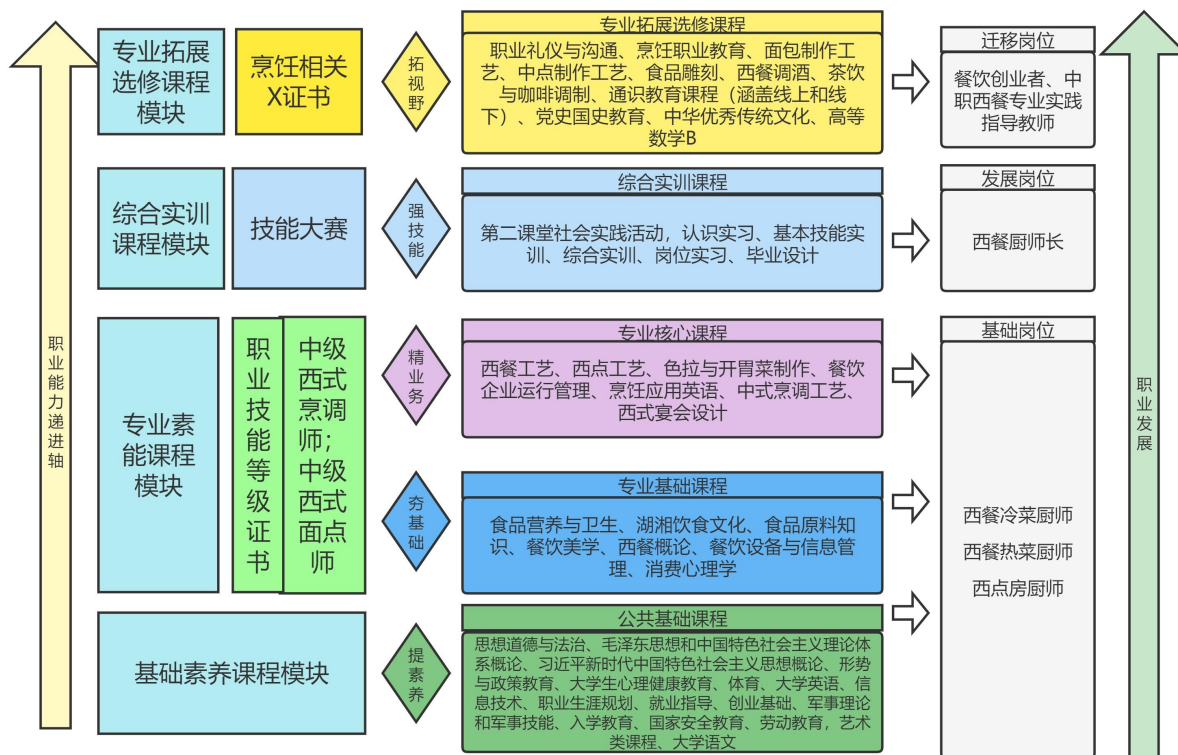 职业能力递进轴
专业拓展
选修课程
模块
烹饪相关
X证书
拓视野
专业拓展选修课程
职业礼仪与沟通、烹饪职业教育、面包制作工
艺、中点制作工艺、食品雕刻、西餐调酒、茶饮
与咖啡调制、通识教育课程（涵盖线上和线
下）、党史国史教育、中华优秀传统文化、高等
数学B
迁移岗位
餐饮创业者、中
职西餐专业实践
指导教师
综合实训
课程模块
技能大赛
强技能
综合实训课程
第二课堂社会实践活动，认识实习、基本技能实
训、综合实训、岗位实习、毕业设计
发展岗位
西餐厨师长
专业素
能课程
模块
职业技能等级证书
中级
西式
烹调
师；
中级
西式
面点
师
精业务
专业核心课程
西餐工艺、西点工艺、色拉与开胃菜制作、餐饮
企业运行管理、烹饪应用英语、中式烹调工艺、
西式宴会设计
夯基础
专业基础课程
食品营养与卫生、湖湘饮食文化、食品原料知
识、餐饮美学、西餐概论、餐饮设备与信息管
理、消费心理学
基础岗位
西餐冷菜厨师
西餐热菜厨师
西点房厨师
基础素养课程模块
提素养
公共基础课程
思想道德与法治、毛泽东思想和中国特色社会主义理论体
系概论、习近平新时代中国特色社会主义思想概论、形势
与政策教育、大学生心理健康教育、体育、大学英语、信
息技术、职业生涯规划、就业指导、创业基础、军事理论
和军事技能、入学教育、国家安全教育、劳动教育，艺术
类课程、大学语文
职业发展